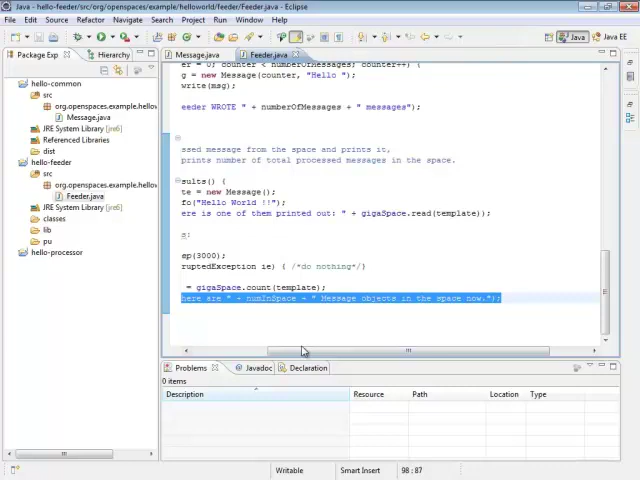 Java - hello-feeder/src/org/openspaces/example/helloworld/feeder/Feeder.java - Eclipse
File Edit Source Refactor Navigate Search Project Run Window Help
Java Java EE
Package Exp Hierarchy
Message.java Feeder.java
hello-common
src
org.openspaces.example.hellow
Message.java
JRE System Library [jre6]
Referenced Libraries
dist
hello-feeder
src
org.openspaces.example.hellow
Feeder.java
JRE System Library [jre6]
classes
lib
pu
hello-processor
er = 0; counter < numberOfMessages; counter++) {
g = new Message(counter, "Hello ");
write(msg);
eeder WROTE " + numberOfMessages + " messages");
ssed message from the space and prints it,
prints number of total processed messages in the space.
sults() {
te = new Message();
fo("Hello World !!");
ere is one of them printed out: " + gigaSpace.read(template));
s:
ep(3000);
ruptedException ie) { /*do nothing*/}
= gigaSpace.count(template);
here are " + numInSpace + " Message objects in the space now.");
Problems Javadoc Declaration
0 items
Description Resource Path Location Type
Writable Smart Insert 98 : 87